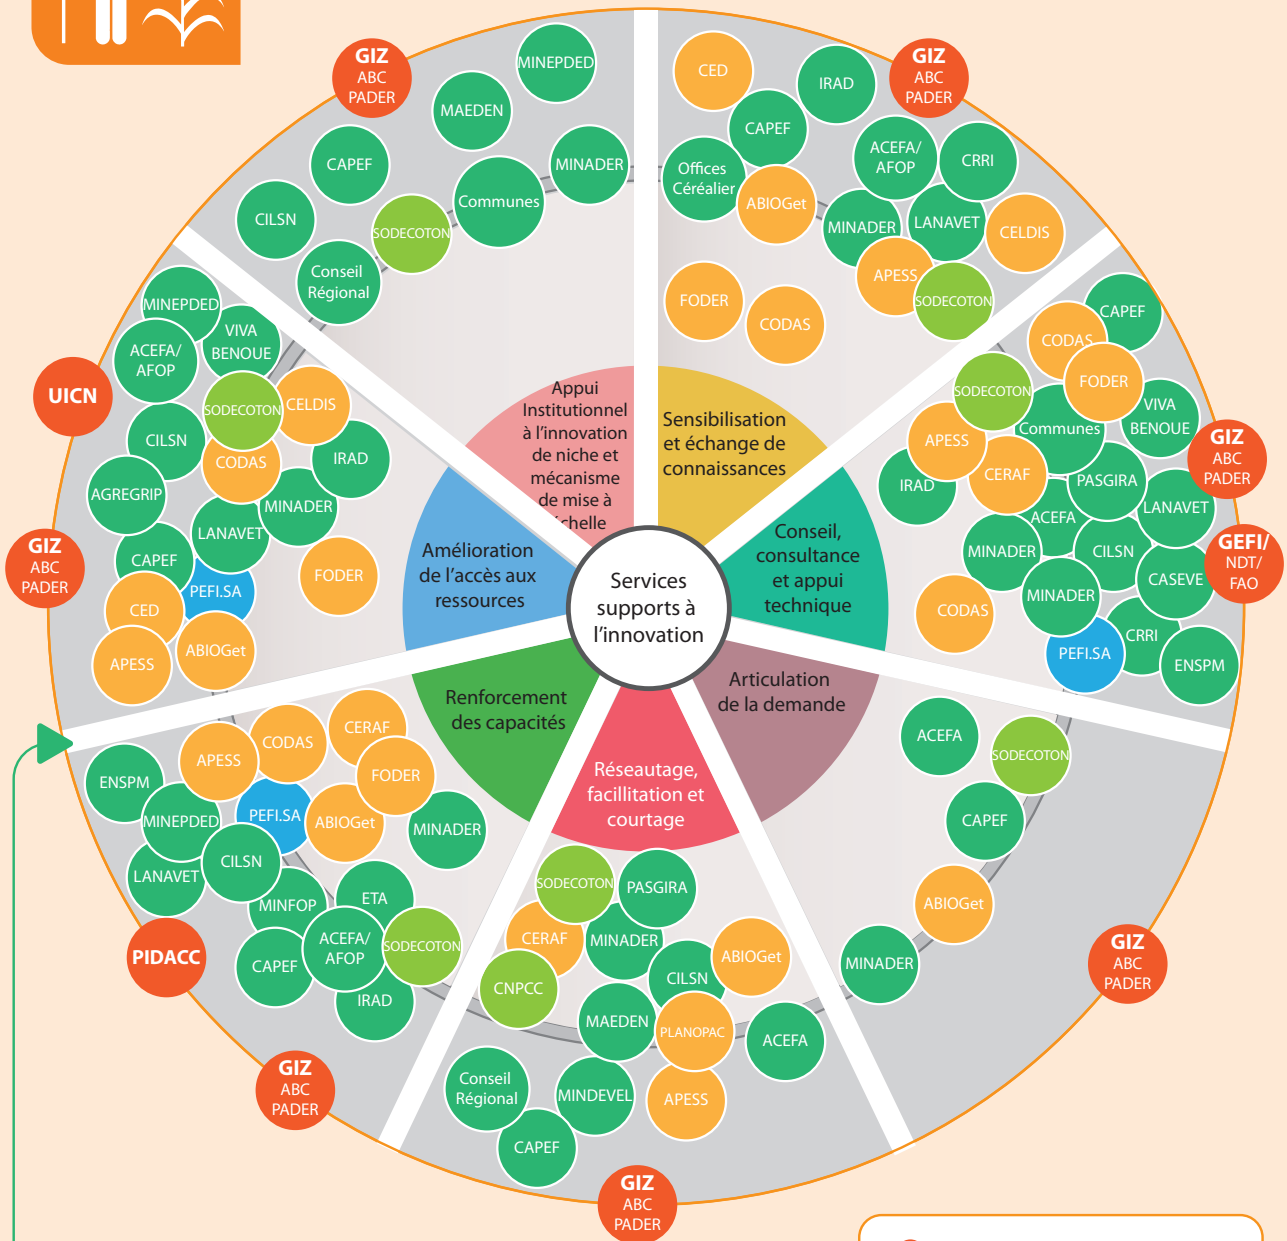 Services
supports à
l'innovation
Appui
Institutionnel
à l'innovation
de niche et
mécanisme
de mise à
échelle
GIZ
ABC
PADER
MINEPDED
MAEDEN
CAPEF
MINADER
Communes
CILSN
SODECOTON
Conseil
Régional
Sensibilisation
et échange de
connaissances
CED
IRAD
GIZ
ABC
PADER
CAPEF
ACEFA/
AFOP
CRRI
Offices
Céréalier
ABIOGet
MINADER
LANAVET
CELDIS
APESS
SODECOTON
FODER
CODAS
Conseil,
consultance
et appui
technique
CAPEF
CODAS
FODER
SODECOTON
VIVA
BENOUE
Communes
APESS
GIZ
ABC
PADER
CERAF
PASGIRA
IRAD
LANAVET
ACEFA
MINADER
CILSN
GEFI/
NDT/
FAO
CASEVE
MINADER
CODAS
CRRI
PEFI.SA
ENSPM
Articulation
de la demande
ACEFA
SODECOTON
CAPEF
ABIOGet
MINADER
GIZ
ABC
PADER
Réseautage,
facillitation et
courtage
SODECOTON
PASGIRA
CERAF
MINADER
ABIOGet
CILSN
CNPCC
MAEDEN
PLANOPAC
ACEFA
Conseil
Régional
MINDEVEL
APESS
CAPEF
GIZ
ABC
PADER
Renforcement
des capacités
CERAF
CODAS
APESS
FODER
ENSPM
PEFI.SA
ABIOGet
MINEPDED
MINADER
CILSN
LANAVET
MINFOP
ETA
ACEFA/
AFOP
SODECOTON
PIDACC
CAPEF
IRAD
GIZ
ABC
PADER
Amélioration
de l'accès aux
ressources
MINEPDED
VIVA
BENOUE
ACEFA/
AFOP
UICN
SODECOTON
CELDIS
CILSN
CODAS
IRAD
AGREGRIP
MINADER
LANAVET
CAPEF
GIZ
ABC
PADER
FODER
PEFI.SA
CED
ABIOGet
APESS